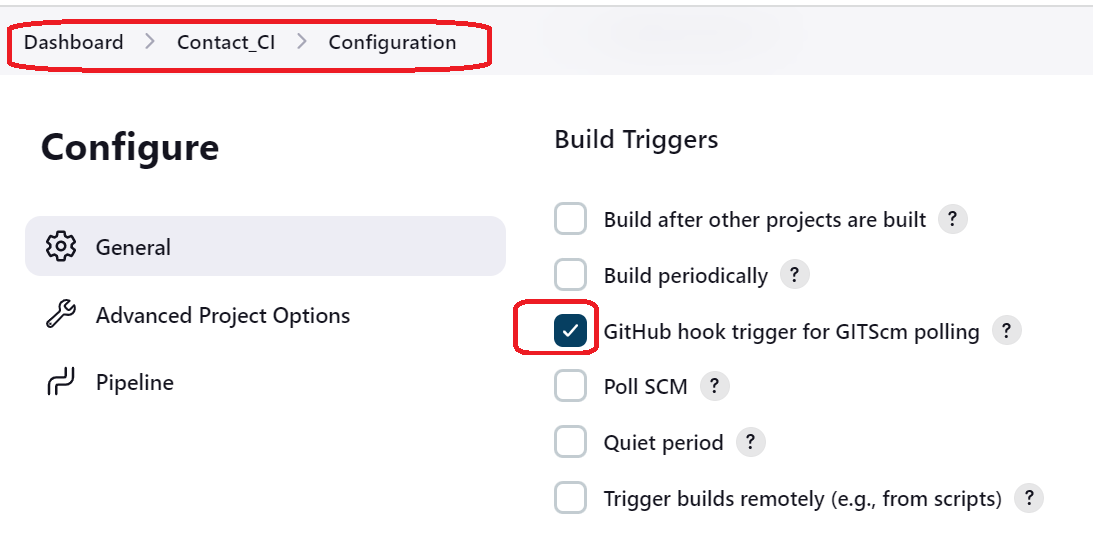 Dashboard > Contact_CI > Configuration
Configure
General
Advanced Project Options
Pipeline
Build Triggers
Build after other projects are built ?
Build periodically ?
GitHub hook trigger for GITScm polling ?
Poll SCM ?
Quiet period ?
Trigger builds remotely (e.g., from scripts) ?